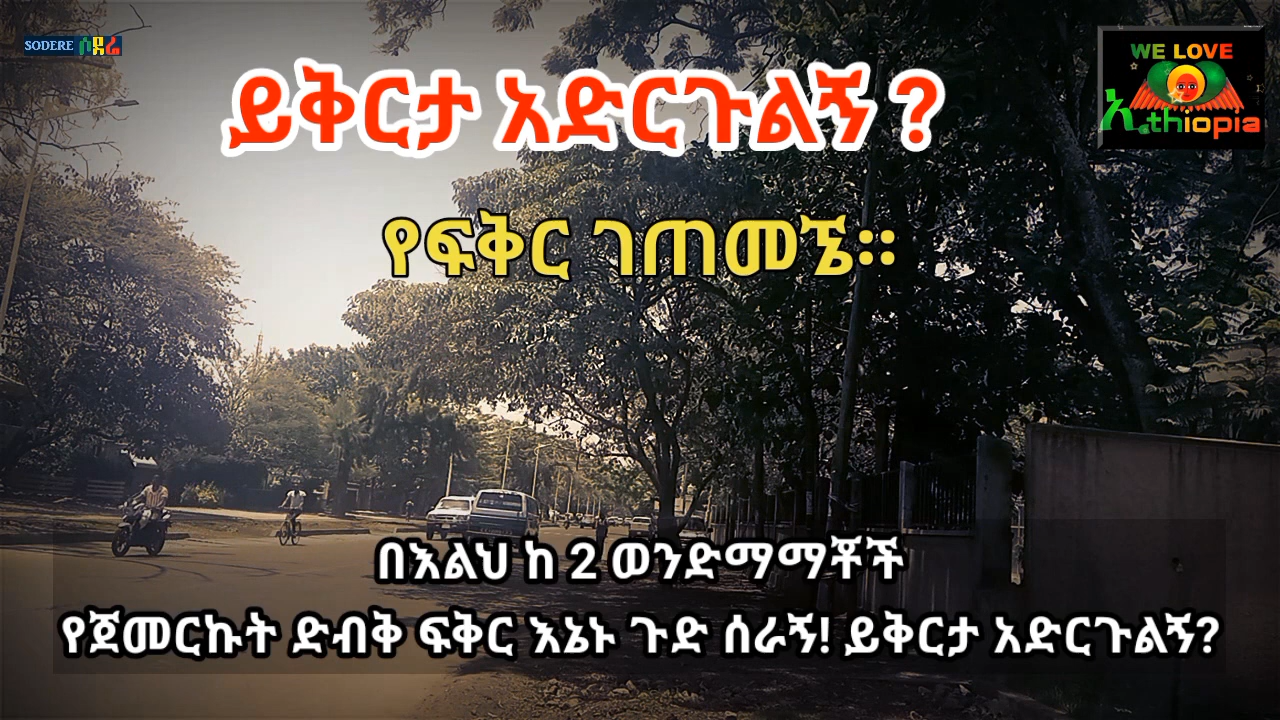 SODERE ሶደሬ
WE LOVE
ኢthiopia
ይቅርታ አድርጉልኝ ?
የፍቅር ገጠመኜ።
በእልህ ከ 2 ወንድማማቾች
የጀመርኩት ድብቅ ፍቅር እኔኑ ጉድ ሰራኝ! ይቅርታ አድርጉልኝ?